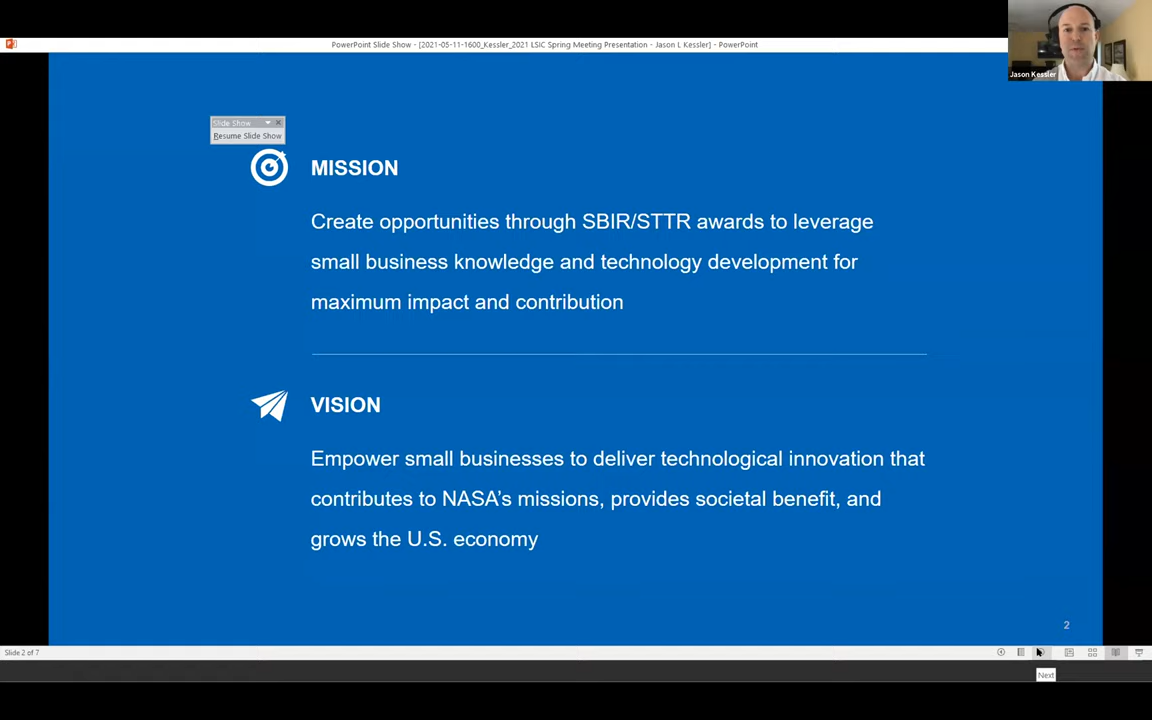 PowerPoint Slide Show - [2021-05-11-1600_Kessler_2021 LSIC Spring Meeting Presentation - Jason L Kessler] - PowerPoint
Jason Kessler
Slide Show
Resume Slide Show
MISSION
Create opportunities through SBIR/STTR awards to leverage
small business knowledge and technology development for
maximum impact and contribution
VISION
Empower small businesses to deliver technological innovation that
contributes to NASA's missions, provides societal benefit, and
grows the U.S. economy
2
Slide 2 of 7
Next